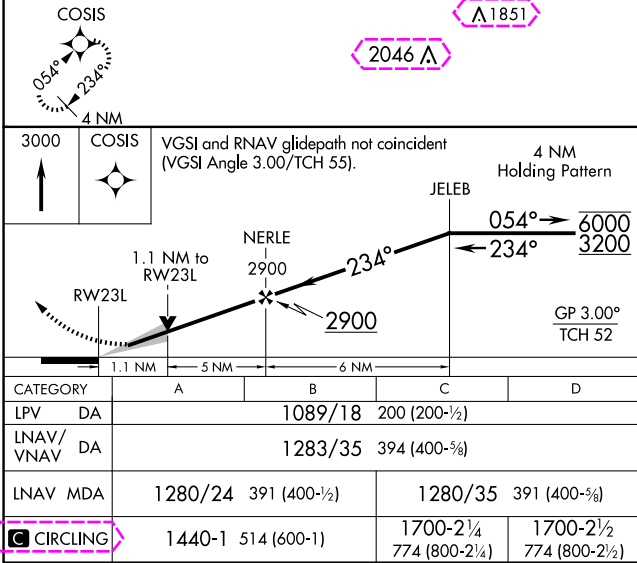 COSIS
054°
234°
4 NM
1851
2046
3000
COSIS
VGSI and RNAV glidepath not coincident
(VGSI Angle 3.00/TCH 55).
4 NM
Holding Pattern
JELEB
054°
6000
234°
3200
NERLE
2900
234°
1.1 NM to
RW23L
RW23L
2900
GP 3.00°
TCH 52
1.1 NM
5 NM
6 NM
CATEGORY A B C D
LPV DA 1089/18 200 (200-½)
LNAV/
VNAV DA 1283/35 394 (400-⅝)
LNAV MDA 1280/24 391 (400-½) 1280/35 391 (400-⅝)
C CIRCLING 1440-1 514 (600-1) 1700-2¼ 774 (800-2¼) 1700-2½ 774 (800-2½)